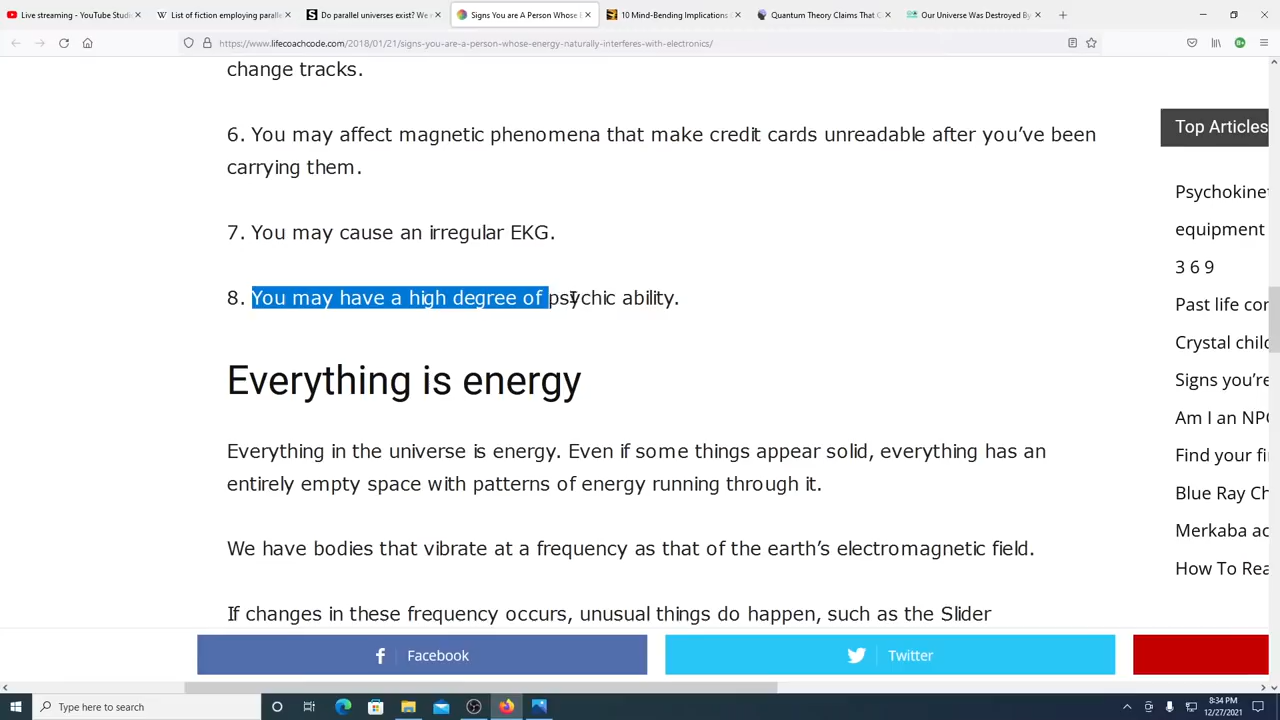 Live streaming - YouTube Studi
List of fiction employing paralle
Do parallel universes exist? We
Signs You are A Person Whose
10 Mind-Bending Implications
Quantum Theory Claims That
Our Universe Was Destroyed By
https://www.lifecoachcode.com/2018/01/21/signs-you-are-a-person-whose-energy-naturally-interferes-with-electronics/
change tracks.
6. You may affect magnetic phenomena that make credit cards unreadable after you've been
carrying them.
7. You may cause an irregular EKG.
8. You may have a high degree of psychic ability.
Everything is energy
Everything in the universe is energy. Even if some things appear solid, everything has an
entirely empty space with patterns of energy running through it.
We have bodies that vibrate at a frequency as that of the earth's electromagnetic field.
If changes in these frequency occurs, unusual things do happen, such as the Slider
Top Articles
Psychokine
equipment
3 6 9
Past life co
Crystal chil
Signs you're
Am I an NP
Find your fi
Blue Ray Ch
Merkaba ac
How To Rea
Facebook
Twitter
Type here to search
8:34 PM
12/27/2021